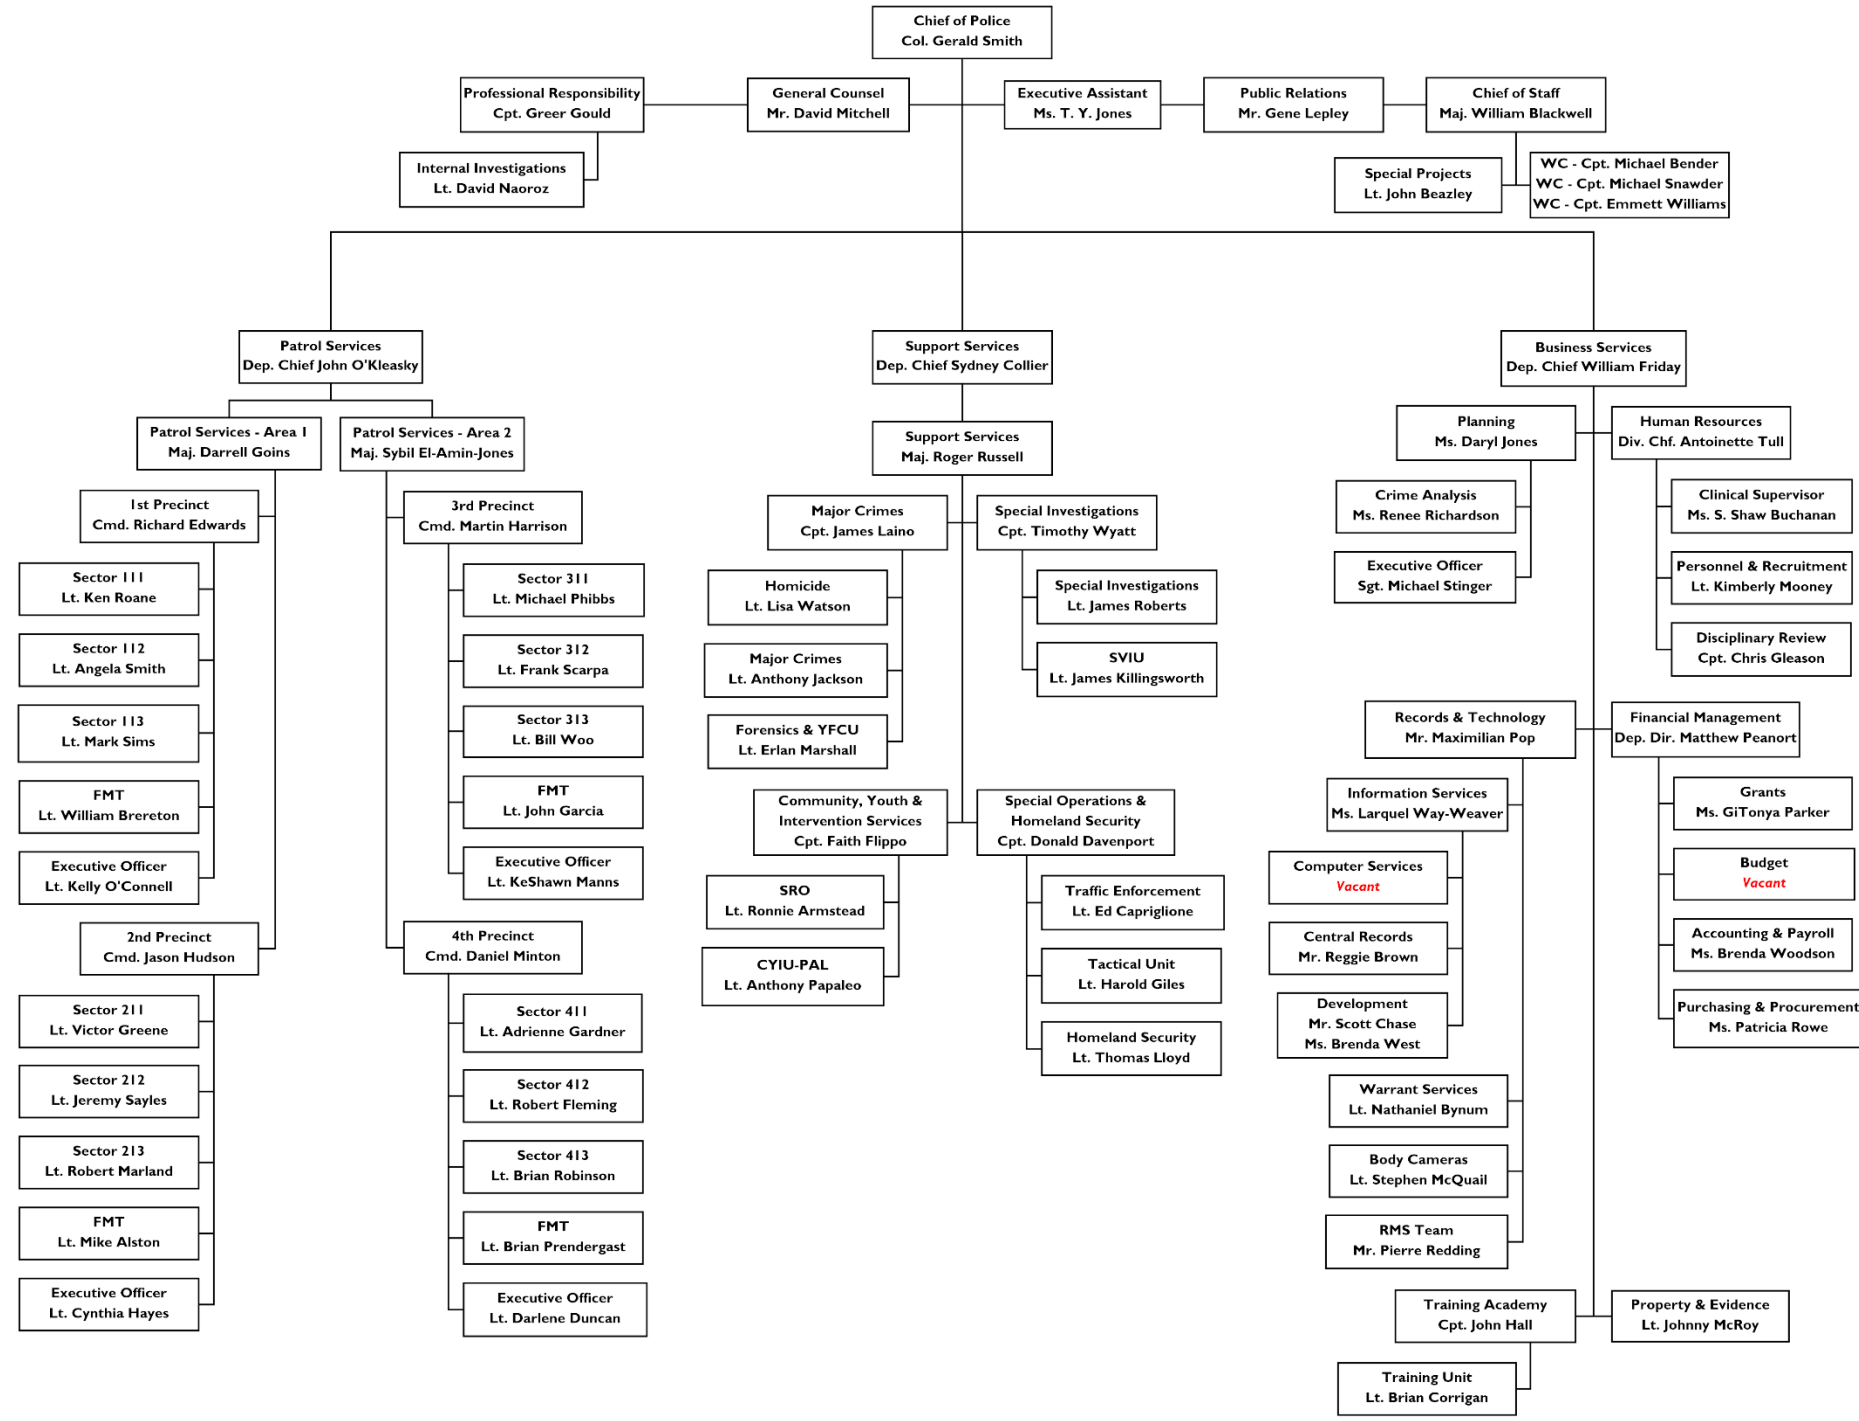 Chief of Police
Col. Gerald Smith
Professional Responsibility
Cpt. Greer Gould
General Counsel
Mr. David Mitchell
Executive Assistant
Ms. T. Y. Jones
Public Relations
Mr. Gene Lepley
Chief of Staff
Maj. William Blackwell
Internal Investigations
Lt. David Naoroz
Special Projects
Lt. John Beazley
WC - Cpt. Michael Bender
WC - Cpt. Michael Snawder
WC - Cpt. Emmett Williams
Patrol Services
Dep. Chief John O'Kleasky
Patrol Services - Area 1
Maj. Darrell Goins
Patrol Services - Area 2
Maj. Sybil El-Amin-Jones
1st Precinct
Cmd. Richard Edwards
Sector 111
Lt. Ken Roane
Sector 112
Lt. Angela Smith
Sector 113
Lt. Mark Sims
FMT
Lt. William Brereton
Executive Officer
Lt. Kelly O'Connell
2nd Precinct
Cmd. Jason Hudson
Sector 211
Lt. Victor Greene
Sector 212
Lt. Jeremy Sayles
Sector 213
Lt. Robert Marland
FMT
Lt. Mike Alston
Executive Officer
Lt. Cynthia Hayes
3rd Precinct
Cmd. Martin Harrison
Sector 311
Lt. Michael Phibbs
Sector 312
Lt. Frank Scarpa
Sector 313
Lt. Bill Woo
FMT
Lt. John Garcia
Executive Officer
Lt. KeShawn Manns
4th Precinct
Cmd. Daniel Minton
Sector 411
Lt. Adrienne Gardner
Sector 412
Lt. Robert Fleming
Sector 413
Lt. Brian Robinson
FMT
Lt. Brian Prendergast
Executive Officer
Lt. Darlene Duncan
Support Services
Dep. Chief Sydney Collier
Support Services
Maj. Roger Russell
Major Crimes
Cpt. James Laino
Homicide
Lt. Lisa Watson
Major Crimes
Lt. Anthony Jackson
Forensics & YFCU
Lt. Erlan Marshall
Special Investigations
Cpt. Timothy Wyatt
Special Investigations
Lt. James Roberts
SVIU
Lt. James Killingsworth
Community, Youth &
Intervention Services
Cpt. Faith Flippo
SRO
Lt. Ronnie Armstead
CYIU-PAL
Lt. Anthony Papaleo
Special Operations &
Homeland Security
Cpt. Donald Davenport
Traffic Enforcement
Lt. Ed Capriglione
Tactical Unit
Lt. Harold Giles
Homeland Security
Lt. Thomas Lloyd
Business Services
Dep. Chief William Friday
Planning
Ms. Daryl Jones
Crime Analysis
Ms. Renee Richardson
Executive Officer
Sgt. Michael Stinger
Human Resources
Div. Chf. Antoinette Tull
Clinical Supervisor
Ms. S. Shaw Buchanan
Personnel & Recruitment
Lt. Kimberly Mooney
Disciplinary Review
Cpt. Chris Gleason
Records & Technology
Mr. Maximilian Pop
Information Services
Ms. Larquel Way-Weaver
Computer Services
Vacant
Central Records
Mr. Reggie Brown
Development
Mr. Scott Chase
Ms. Brenda West
Warrant Services
Lt. Nathaniel Bynum
Body Cameras
Lt. Stephen McQuail
RMS Team
Mr. Pierre Redding
Financial Management
Dep. Dir. Matthew Peanort
Grants
Ms. GiTonya Parker
Budget
Vacant
Accounting & Payroll
Ms. Brenda Woodson
Purchasing & Procurement
Ms. Patricia Rowe
Training Academy
Cpt. John Hall
Training Unit
Lt. Brian Corrigan
Property & Evidence
Lt. Johnny McRoy